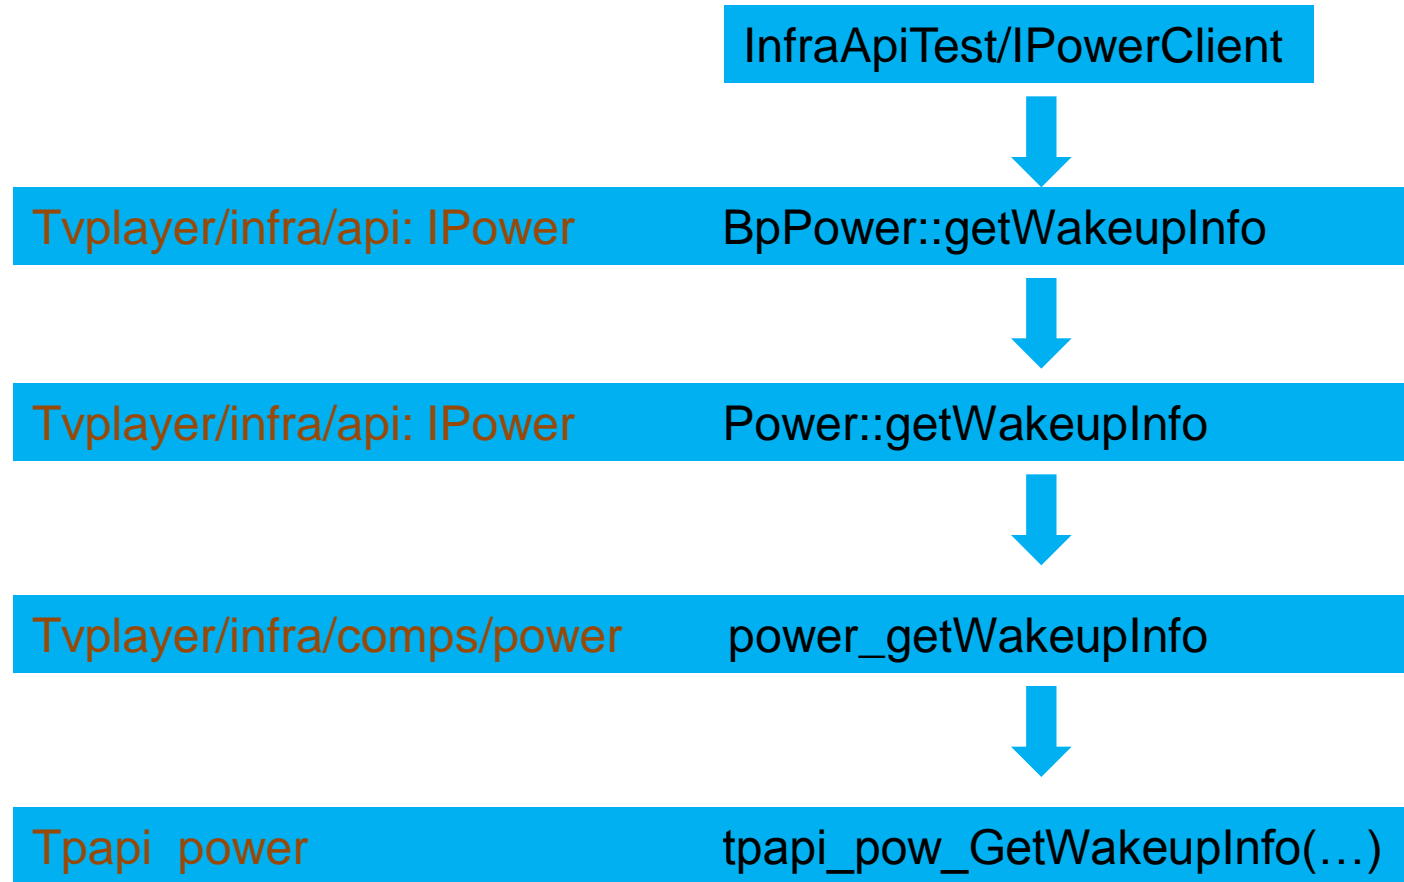 InfraApiTest/IPowerClient
Tvplayer/infra/api: IPower BpPower::getWakeupInfo
Tvplayer/infra/api: IPower Power::getWakeupInfo
Tvplayer/infra/comps/power power_getWakeupInfo
Tpapi power tpapi_pow_GetWakeupInfo(…)